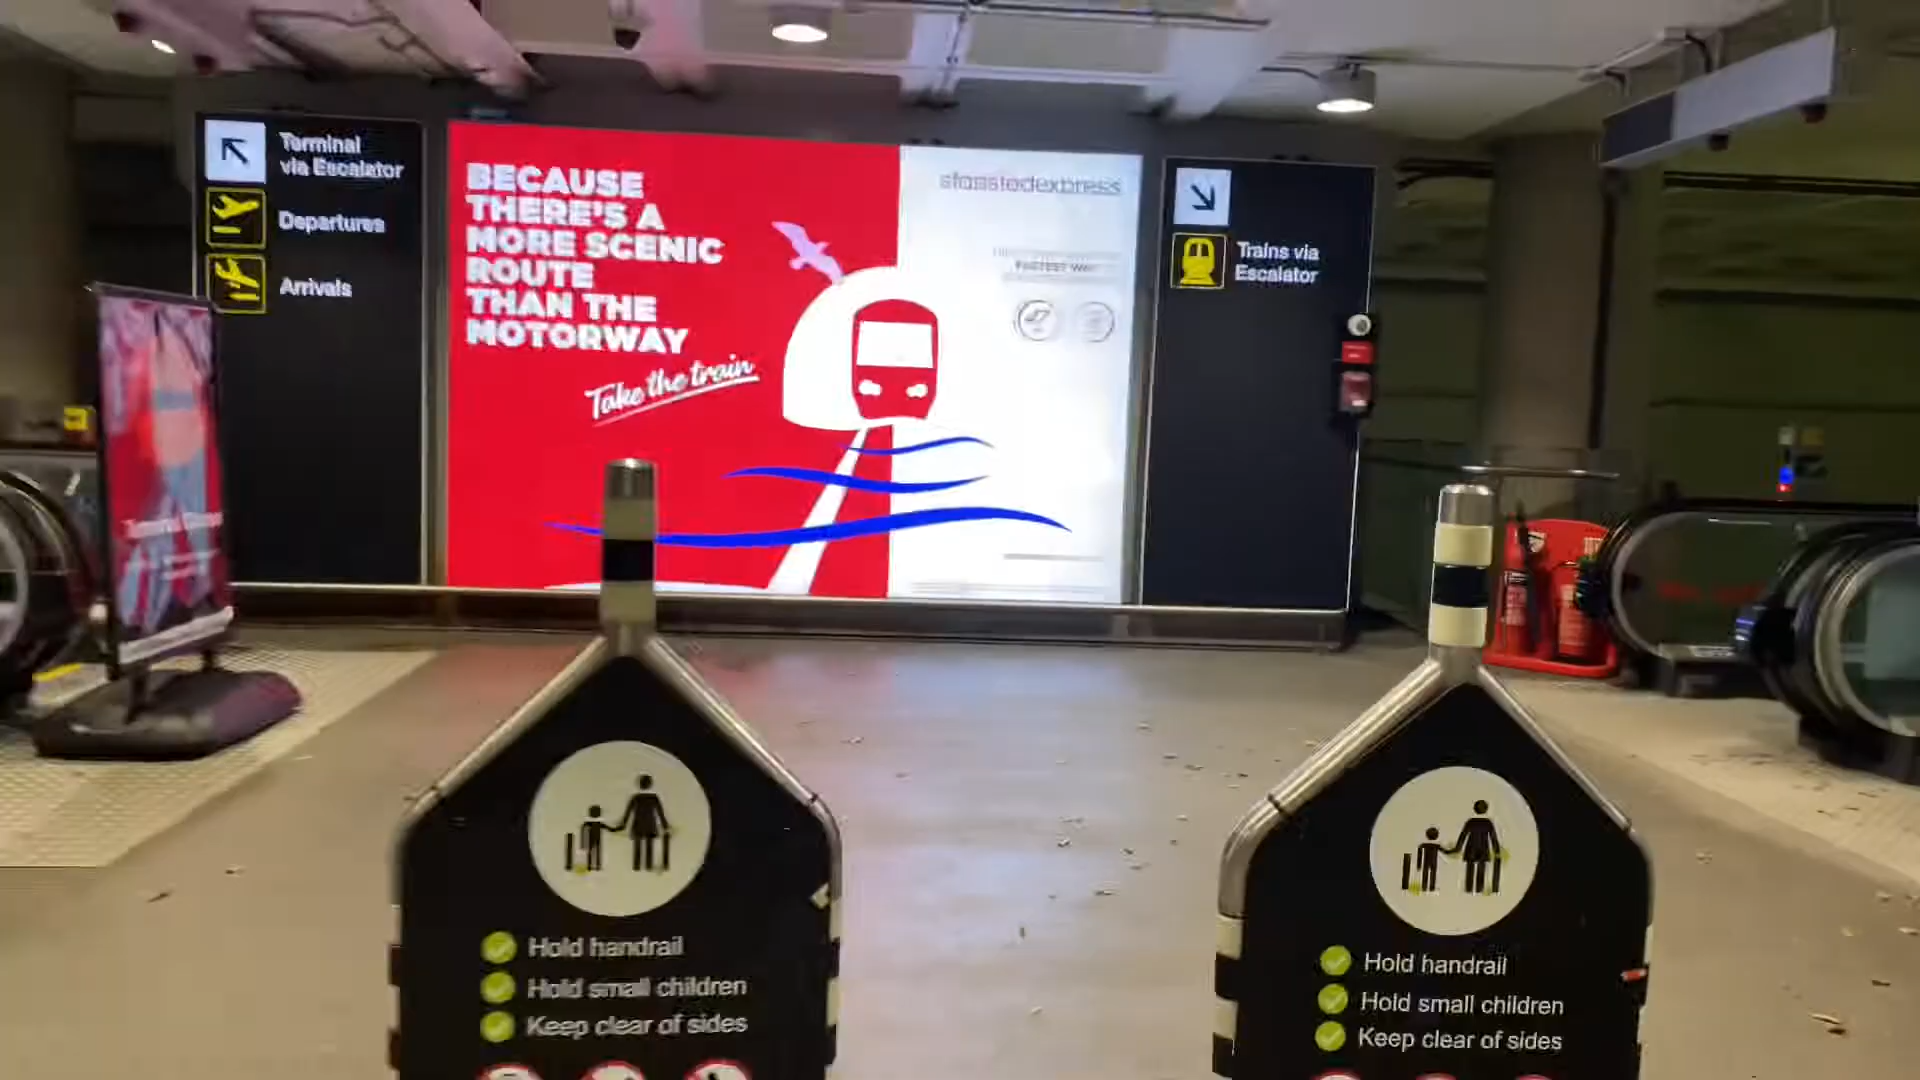 Terminal
via Escalator
Departures
Arrivals
BECAUSE
THERE'S A
MORE SCENIC
ROUTE
THAN THE
MOTORWAY
Take the train
stanstedexpress
FASTEST WAY
Trains via
Escalator
Hold handrail
Hold small children
Keep clear of sides
Hold handrail
Hold small children
Keep clear of sides